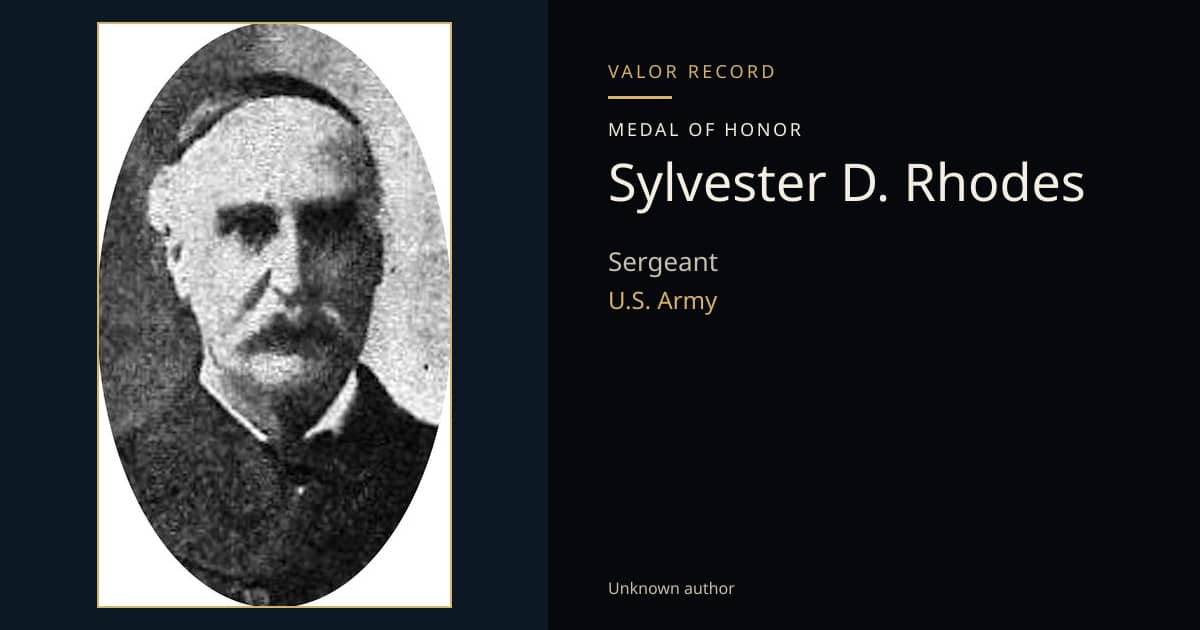 VALOR RECORD
MEDAL OF HONOR
Sylvester D. Rhodes
Sergeant
U.S. Army
Unknown author